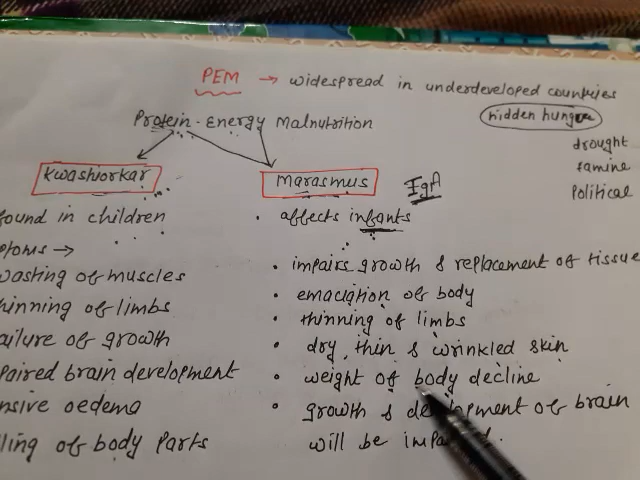 PEM → widespread in underdeveloped countries
Protein-Energy Malnutrition
hidden hunger
drought
famine
political
Kwashiorkar
Marasmus
IgA
found in children
ptoms →
wasting of muscles
hinning of limbs
ailure of growth
paired brain development
nsive oedema
lling of body parts
• affects infants
• impairs growth & replacement of tissue
• emaciation of body
• thinning of limbs
• dry, thin & wrinkled skin
• weight of body decline
• growth & development of brain
will be impaired.